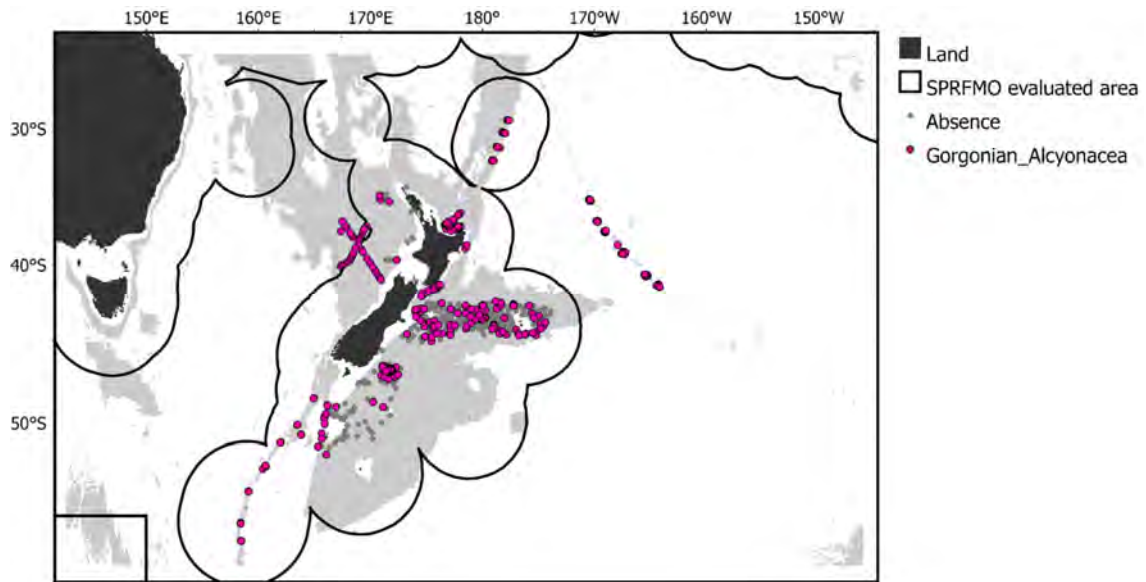 150°E 160°E 170°E 180° 170°W 160°W 150°W
Land
SPRFMO evaluated area
30°S
Absence
Gorgonian_Alcyonacea
40°S
50°S